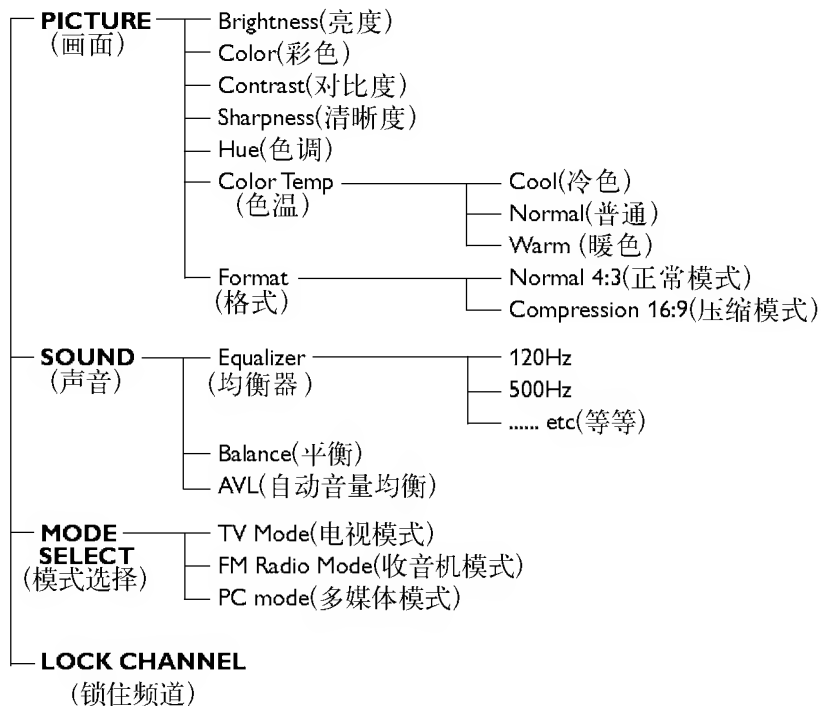 PICTURE Brightness(亮度)
(画面) Color(彩色)
Contrast(对比度)
Sharpness(清晰度)
Hue(色调)
Color Temp Cool(冷色)
(色温) Normal(普通)
Warm (暖色)
Format Normal 4:3(正常模式)
(格式) Compression 16:9(压缩模式)
SOUND Equalizer 120Hz
(声音) (均衡器) 500Hz
...... etc(等等)
Balance(平衡)
AVL(自动音量均衡)
MODE TV Mode(电视模式)
SELECT FM Radio Mode(收音机模式)
(模式选择) PC mode(多媒体模式)
LOCK CHANNEL
(锁住频道)